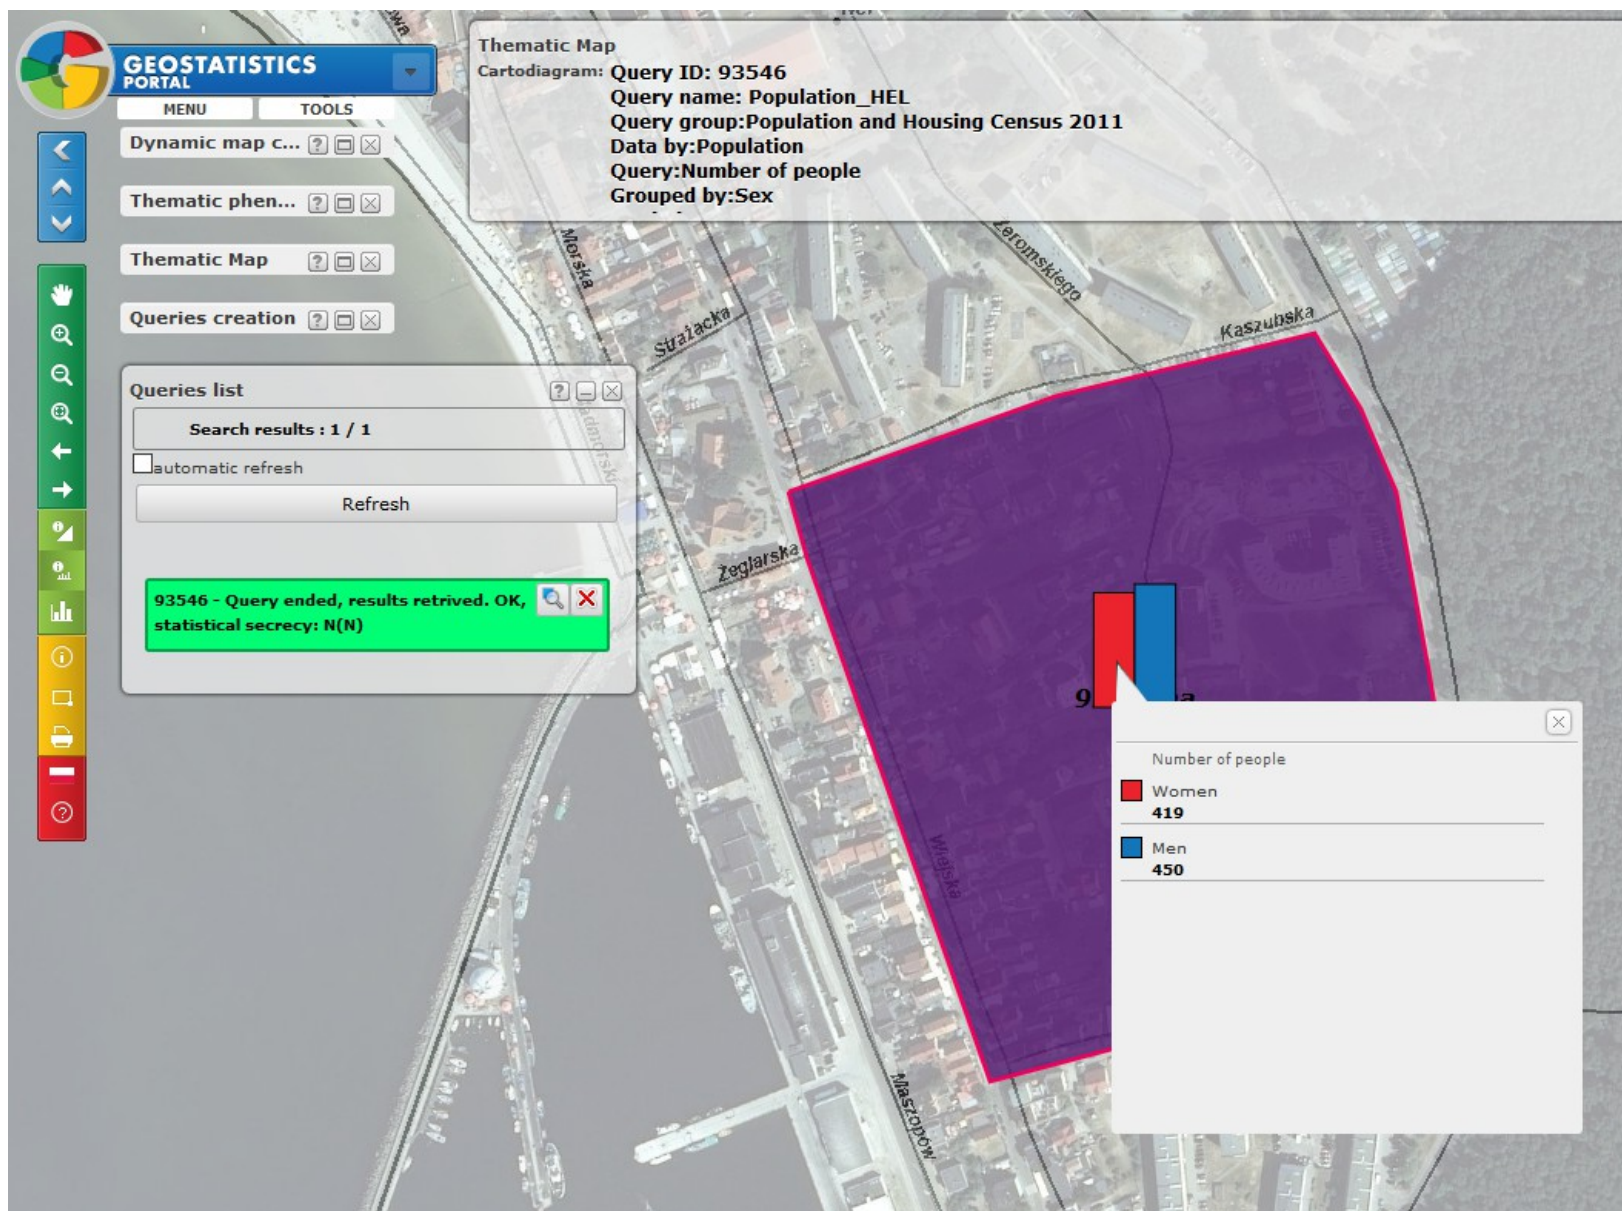 GEOSTATISTICS
PORTAL
MENU TOOLS
Dynamic map c...
Thematic phen...
Thematic Map
Queries creation
Queries list
Search results : 1 / 1
automatic refresh
Refresh
93546 - Query ended, results retrived. OK,
statistical secrecy: N(N)
Thematic Map
Cartodiagram: Query ID: 93546
Query name: Population_HEL
Query group:Population and Housing Census 2011
Data by:Population
Query:Number of people
Grouped by:Sex
Morska
Strażacka
Żeromskiego
Kaszubska
Żeglarska
Wiejska
Maszopów
Number of people
Women
419
Men
450